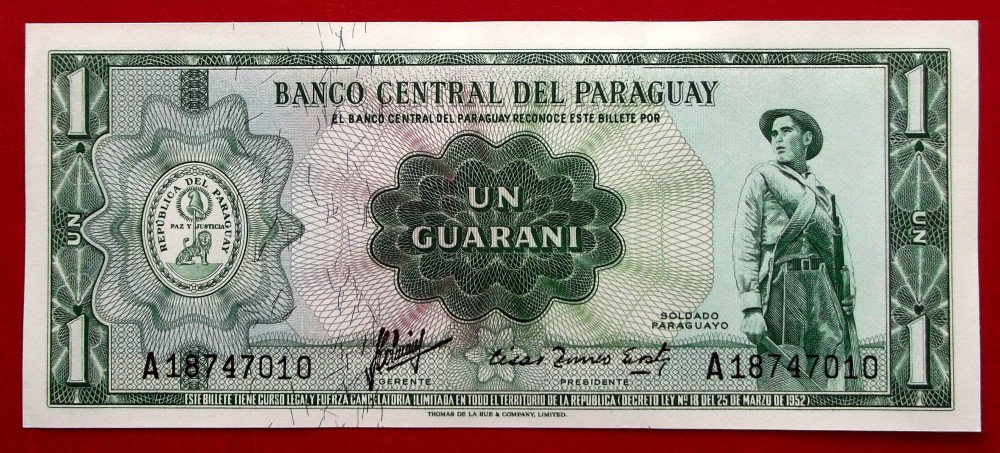 1
1
BANCO CENTRAL DEL PARAGUAY
EL BANCO CENTRAL DEL PARAGUAY RECONOCE ESTE BILLETE POR
REPÚBLICA DEL PARAGUAY
PAZ Y JUSTICIA
UN
GUARANI
UN
UN
SOLDADO
PARAGUAYO
1
1
A18747010
A18747010
GERENTE
PRESIDENTE
ESTE BILLETE TIENE CURSO LEGAL Y FUERZA CANCELATORIA ILIMITADA EN TODO EL TERRITORIO DE LA REPUBLICA (DECRETO LEY Nº 18 DEL 25 DE MARZO DE 1952)
THOMAS DE LA RUE & COMPANY, LIMITED.